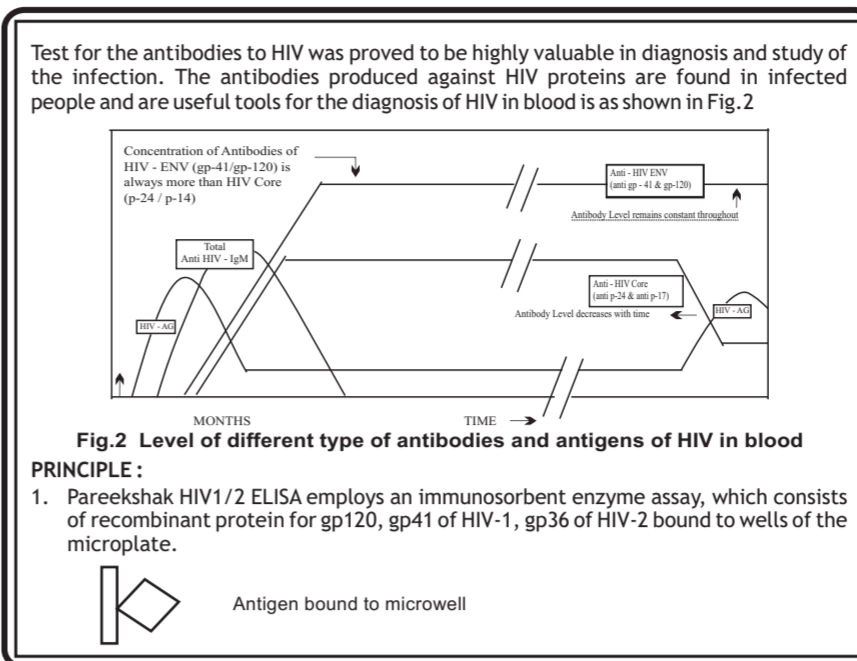 Test for the antibodies to HIV was proved to be highly valuable in diagnosis and study of
the infection. The antibodies produced against HIV proteins are found in infected
people and are useful tools for the diagnosis of HIV in blood is as shown in Fig.2
Concentration of Antibodies of
HIV - ENV (gp-41/gp-120) is
always more than HIV Core
(p-24 / p-14)
Anti - HIV ENV
(anti gp - 41 & gp-120)
Antibody Level remains constant throughout
Total
Anti HIV - IgM
Anti - HIV Core
(anti p-24 & anti p-17)
Antibody Level decreases with time
HIV - AG
HIV - AG
MONTHS
TIME
Fig.2 Level of different type of antibodies and antigens of HIV in blood
PRINCIPLE :
1. Pareekshak HIV1/2 ELISA employs an immunosorbent enzyme assay, which consists
of recombinant protein for gp120, gp41 of HIV-1, gp36 of HIV-2 bound to wells of the
microplate.
Antigen bound to microwell